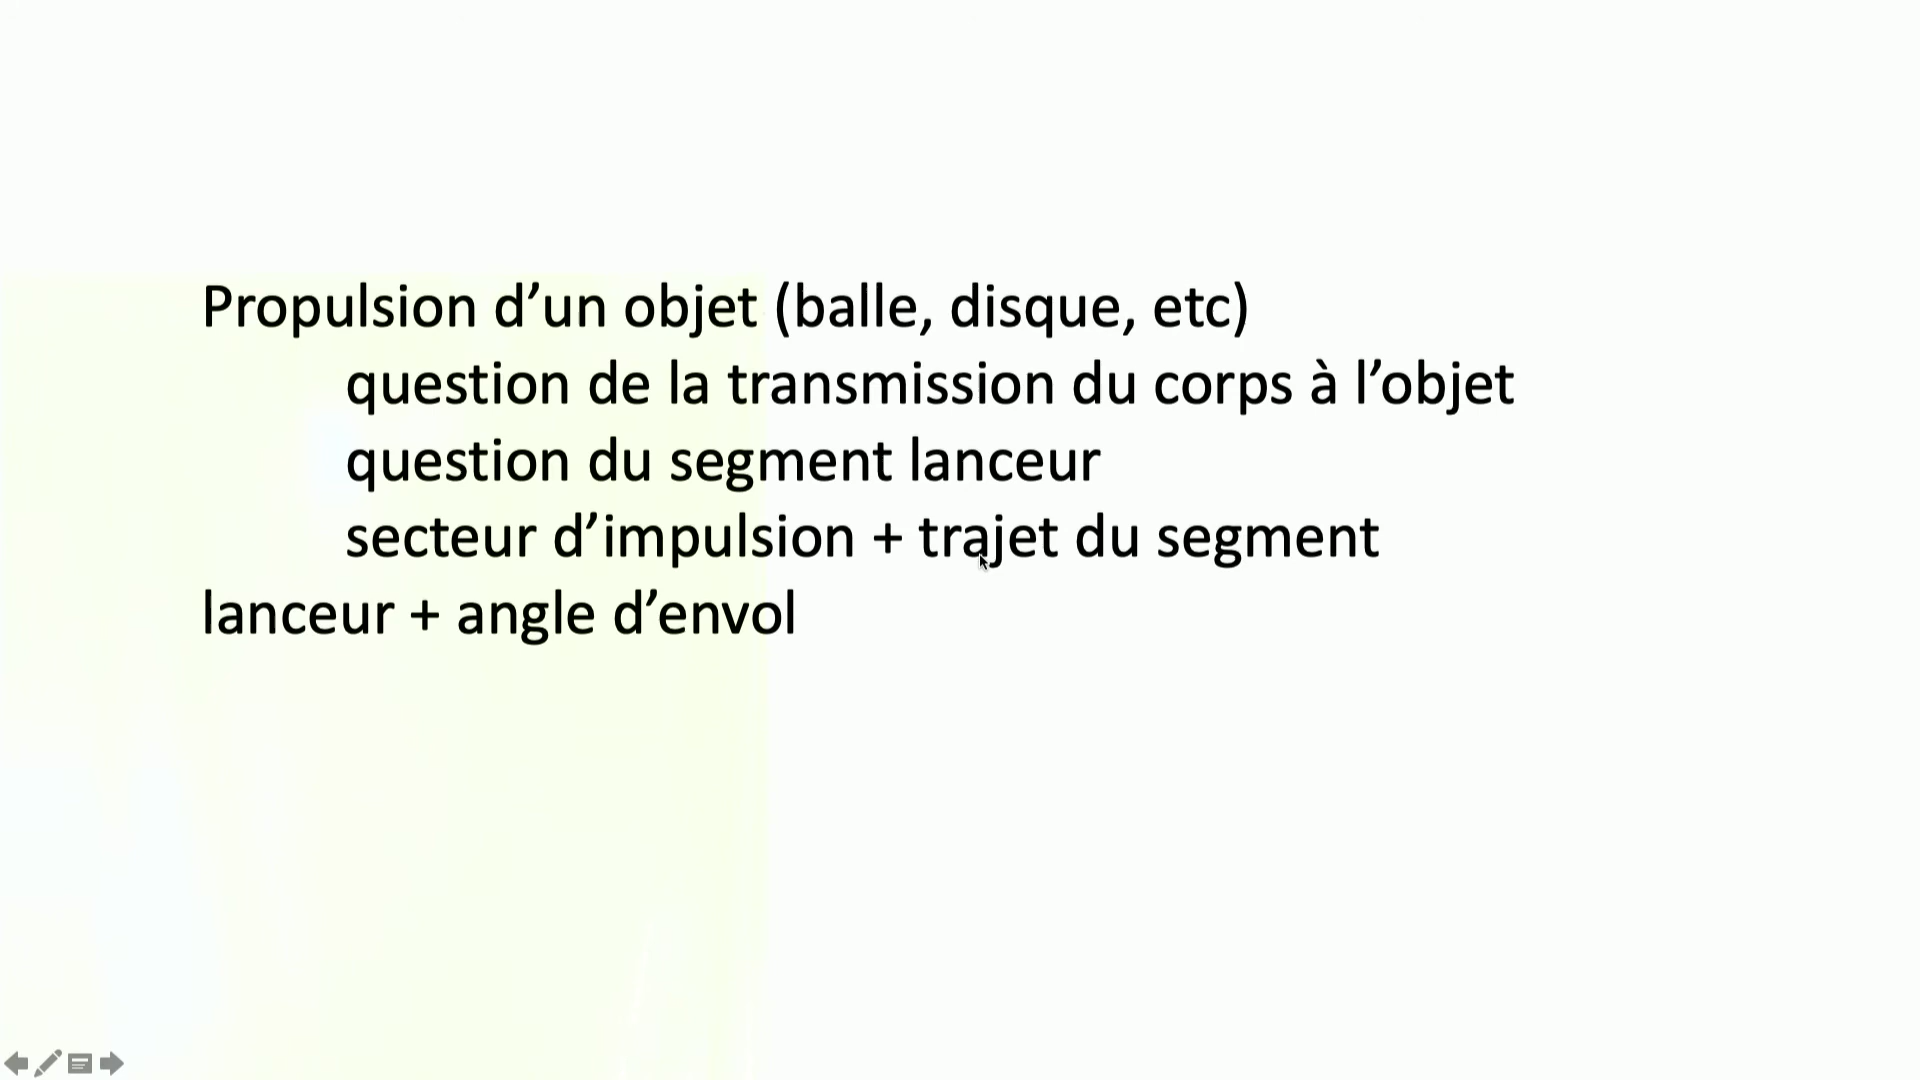 Propulsion d’un objet (balle, disque, etc)
question de la transmission du corps à l’objet
question du segment lanceur
secteur d’impulsion + trajet du segment
lanceur + angle d’envol